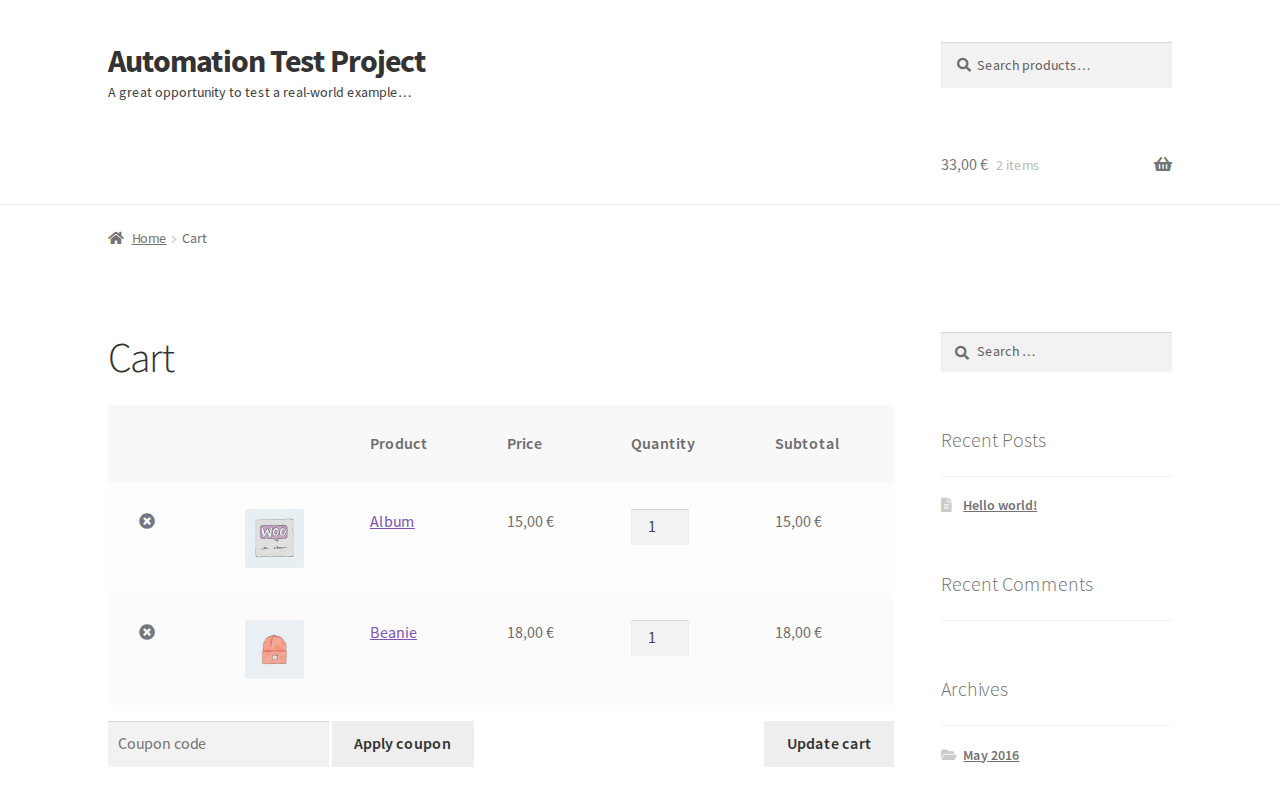 Automation Test Project
A great opportunity to test a real-world example…
Search products…
33,00 € 2 items
Home Cart
Cart
Product Price Quantity Subtotal
WOO
Album 15,00 € 1 15,00 €
Beanie 18,00 € 1 18,00 €
Coupon code Apply coupon Update cart
Search …
Recent Posts
Hello world!
Recent Comments
Archives
May 2016